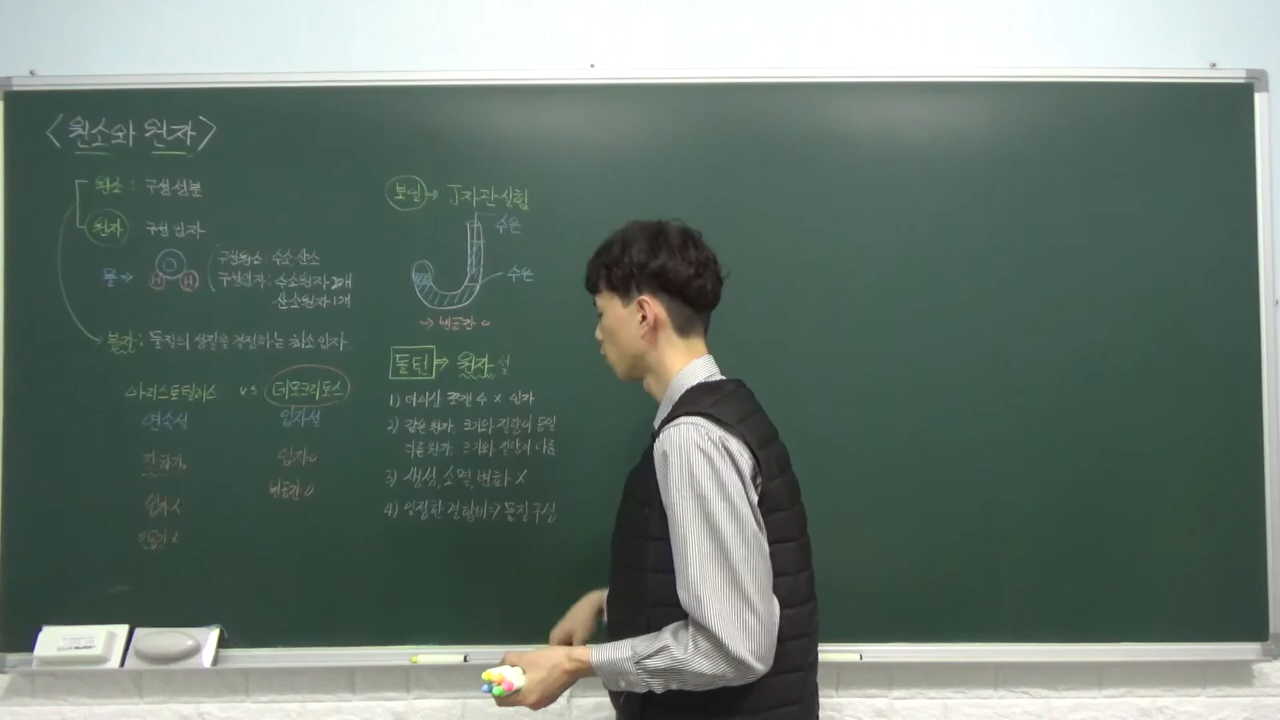 <원소와 원자>
원소 : 구성 성분
원자 : 구성 입자
물 ⇒
O
H H
구성원소 : 수소 산소
구성원자 : 수소원자 2개
산소원자 1개
분자 : 물질의 성질을 결정하는 최소 입자
아리스토텔레스 vs 데모크리토스
연속설 입자설
입자 o
입자 x 빈공간 o
빈공간 x
보일 → J자관 실험
수은
수은
→ 빈공간 o
돌턴 ⇒ 원자설
1) 더이상 쪼갤 수 x 입자
2) 같은 원자, 크기와 질량이 동일
다른 원자, 크기와 질량이 다름
3) 생성, 소멸, 변화 x
4) 일정한 결합비 ⇒ 물질 구성